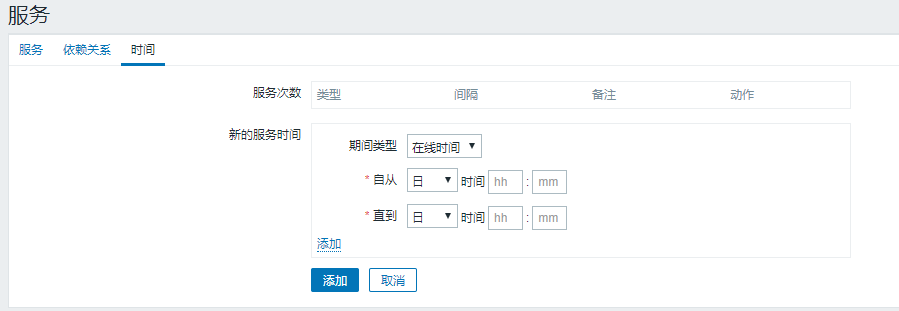 服务
服务 依赖关系 时间
服务次数 类型 间隔 备注 动作
新的服务时间
期间类型 在线时间
* 自从 日 时间 hh : mm
* 直到 日 时间 hh : mm
添加
添加 取消